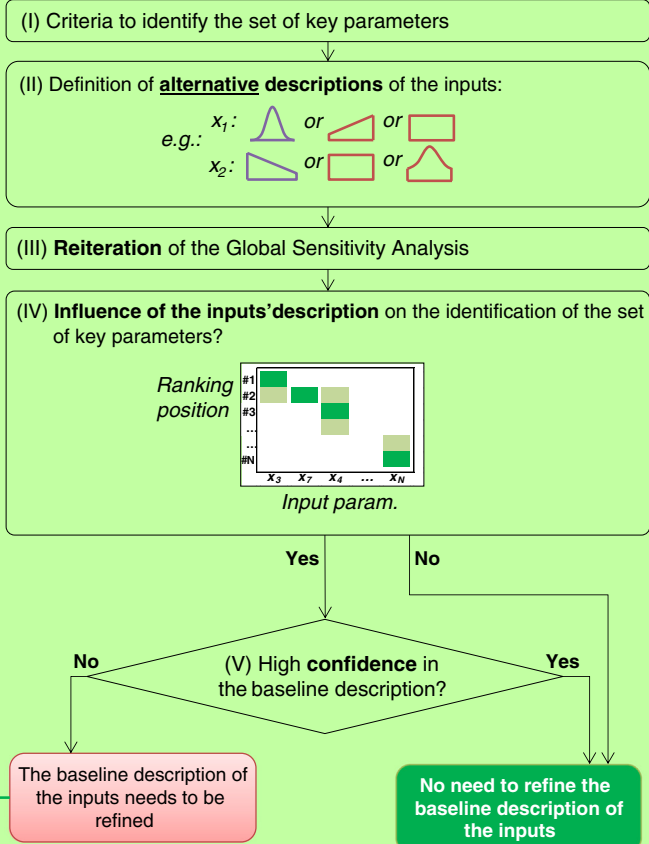 (I) Criteria to identify the set of key parameters
(II) Definition of alternative descriptions of the inputs:
e.g.:
x1: or or
x2: or or
(III) Reiteration of the Global Sensitivity Analysis
(IV) Influence of the inputs'description on the identification of the set
of key parameters?
Ranking
position
#1
#2
#3
...
...
#N
x3 x7 x4 ... xN
Input param.
Yes
No
No
(V) High confidence in
the baseline description?
Yes
The baseline description of
the inputs needs to be
refined
No need to refine the
baseline description of
the inputs